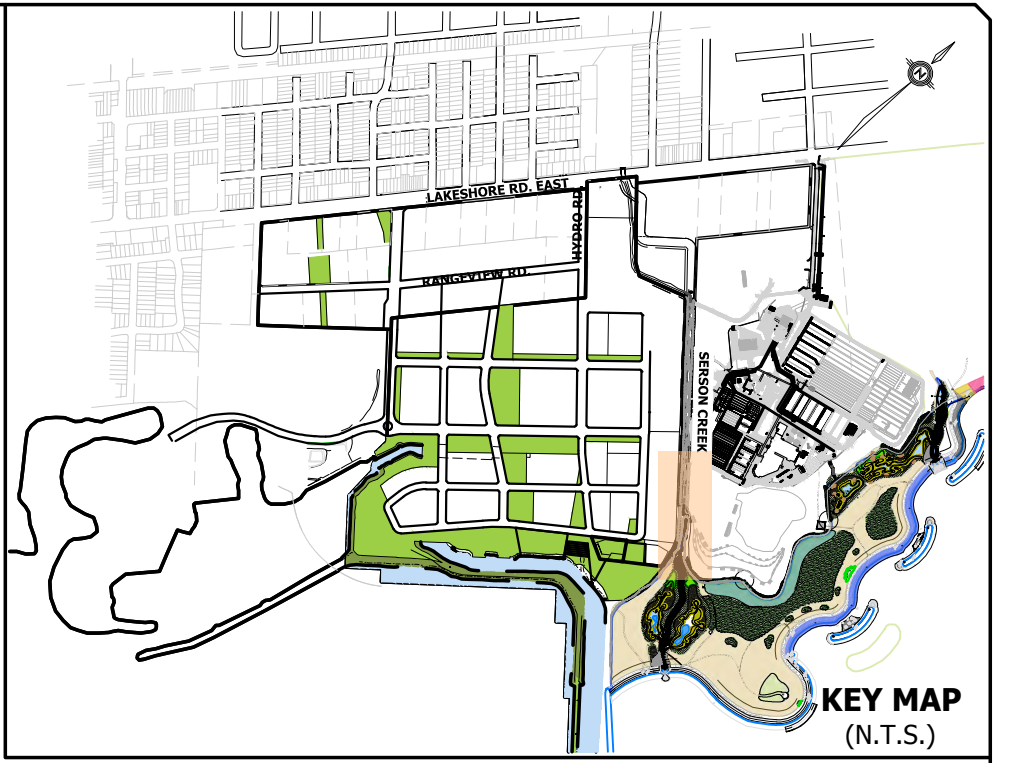 N
LAKESHORE RD. EAST
HYDRO RD.
RANGEVIEW RD.
SERSON CREEK
KEY MAP
(N.T.S.)